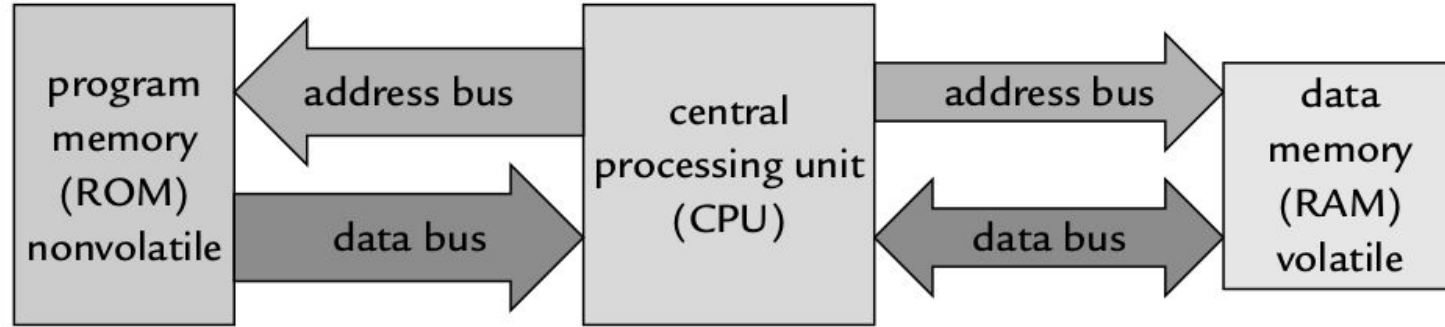 program
memory
(ROM)
nonvolatile
address bus
data bus
central
processing unit
(CPU)
address bus
data bus
data
memory
(RAM)
volatile